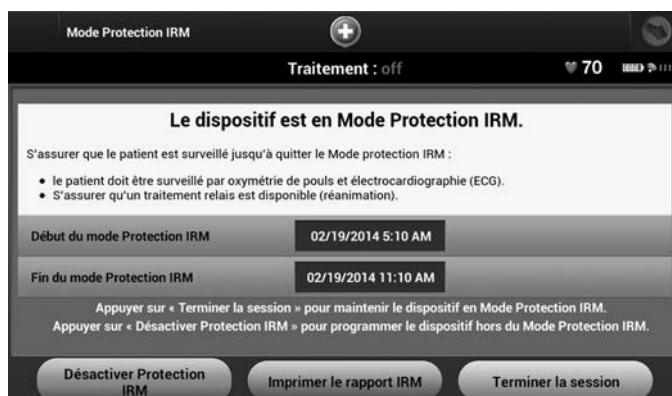 Mode Protection IRM
Traitement : off 70
Le dispositif est en Mode Protection IRM.
S'assurer que le patient est surveillé jusqu'à quitter le Mode protection IRM :
• le patient doit être surveillé par oxymétrie de pouls et électrocardiographie (ECG).
• S'assurer qu'un traitement relais est disponible (réanimation).
Début du mode Protection IRM 02/19/2014 5:10 AM
Fin du mode Protection IRM 02/19/2014 11:10 AM
Appuyer sur « Terminer la session » pour maintenir le dispositif en Mode Protection IRM.
Appuyer sur « Désactiver Protection IRM » pour programmer le dispositif hors du Mode Protection IRM.
Désactiver Protection
IRM
Imprimer le rapport IRM
Terminer la session